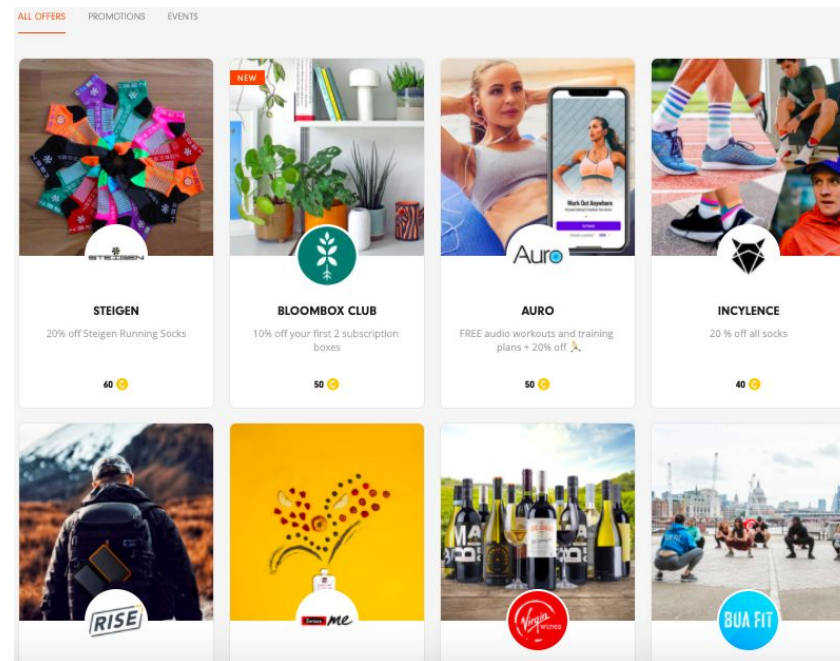 ALL OFFERS PROMOTIONS EVENTS
NEW
Work Out Anywhere
STEIGEN
Auro
STEIGEN
BLOOMBOX CLUB
AURO
INCYLENCE
20% off Steigen Running Socks
10% off your first 2 subscription
boxes
FREE audio workouts and training
plans + 20% off
20 % off all socks
60
50
50
40
RISE
me
Virgin
wines
8UA FIT